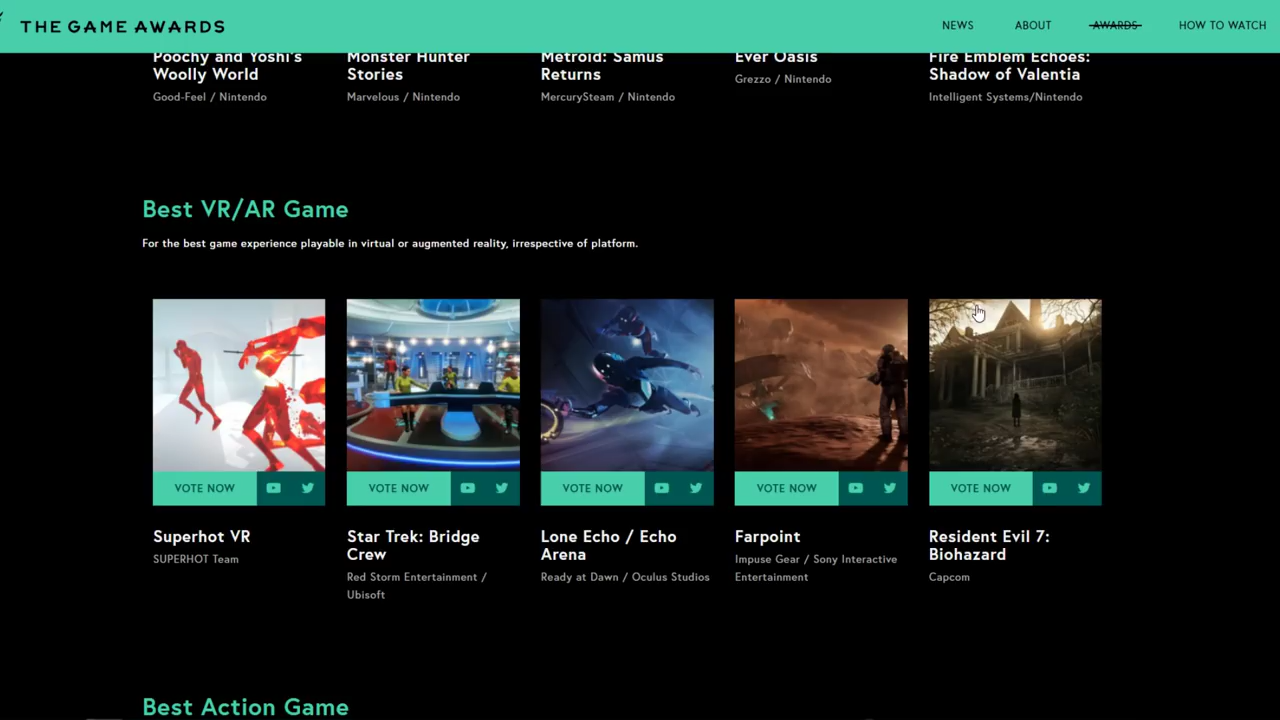 THE GAME AWARDS
NEWS
ABOUT
AWARDS
HOW TO WATCH
Poochy and Yoshi's
Woolly World
Good-Feel / Nintendo
Monster Hunter
Stories
Marvelous / Nintendo
Metroid: Samus
Returns
MercurySteam / Nintendo
Ever Oasis
Grezzo / Nintendo
Fire Emblem Echoes:
Shadow of Valentia
Intelligent Systems/Nintendo
Best VR/AR Game
For the best game experience playable in virtual or augmented reality, irrespective of platform.
VOTE NOW
VOTE NOW
VOTE NOW
VOTE NOW
VOTE NOW
Superhot VR
SUPERHOT Team
Star Trek: Bridge
Crew
Red Storm Entertainment /
Ubisoft
Lone Echo / Echo
Arena
Ready at Dawn / Oculus Studios
Farpoint
Impuse Gear / Sony Interactive
Entertainment
Resident Evil 7:
Biohazard
Capcom
Best Action Game